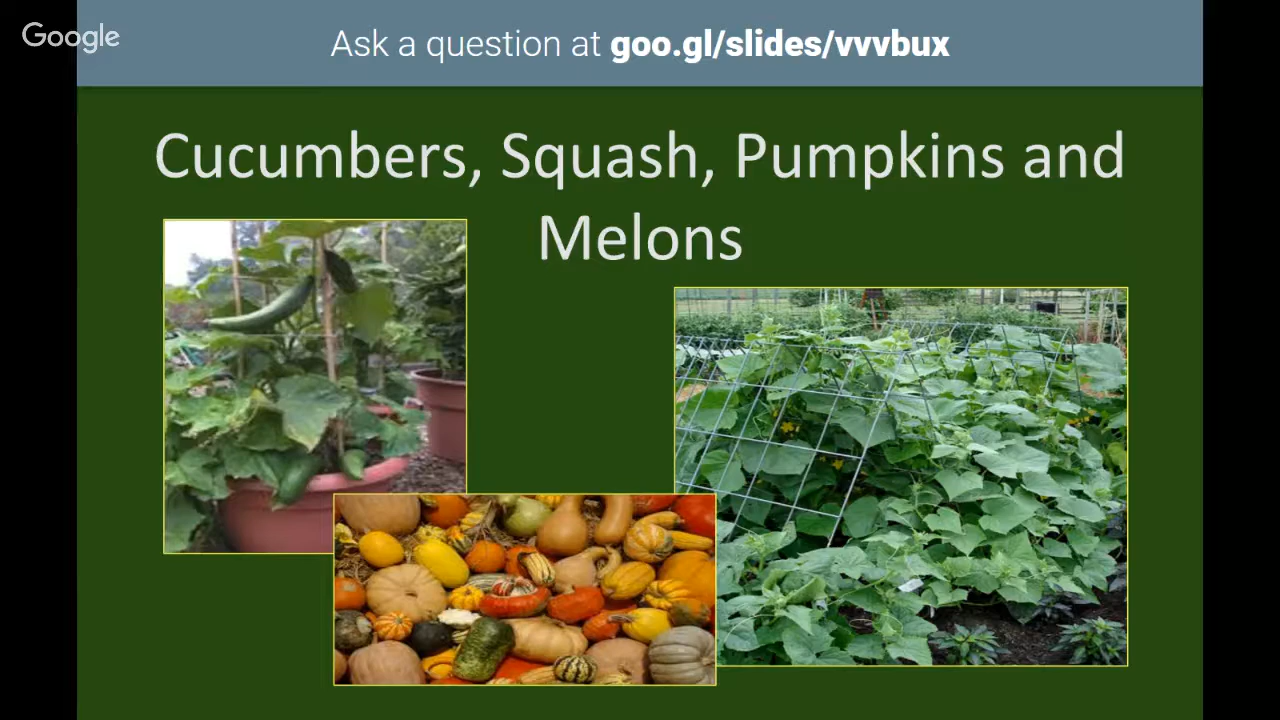 Google
Ask a question at goo.gl/slides/vvvbux
Cucumbers, Squash, Pumpkins and
Melons